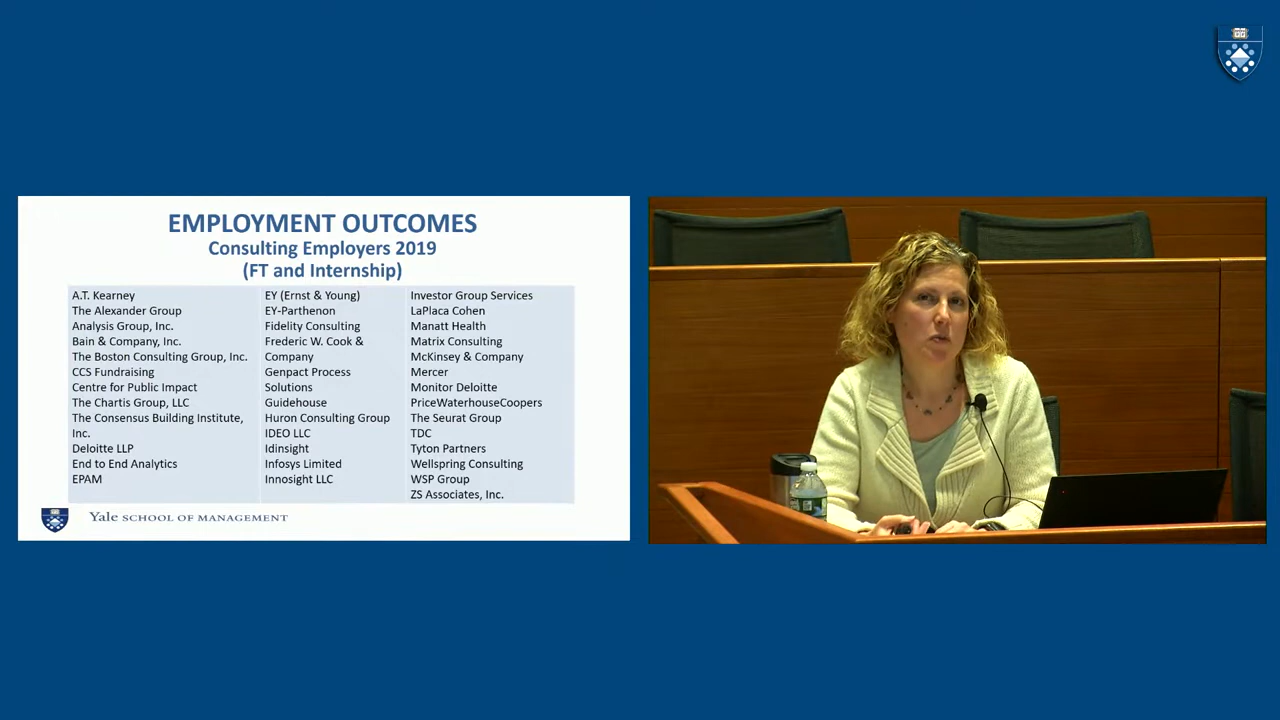 EMPLOYMENT OUTCOMES
Consulting Employers 2019
(FT and Internship)
A.T. Kearney
The Alexander Group
Analysis Group, Inc.
Bain & Company, Inc.
The Boston Consulting Group, Inc.
CCS Fundraising
Centre for Public Impact
The Chartis Group, LLC
The Consensus Building Institute,
Inc.
Deloitte LLP
End to End Analytics
EPAM
EY (Ernst & Young)
EY-Parthenon
Fidelity Consulting
Frederic W. Cook &
Company
Genpact Process
Solutions
Guidehouse
Huron Consulting Group
IDEO LLC
Idinsight
Infosys Limited
Innosight LLC
Investor Group Services
LaPlaca Cohen
Manatt Health
Matrix Consulting
McKinsey & Company
Mercer
Monitor Deloitte
PriceWaterhouseCoopers
The Seurat Group
TDC
Tyton Partners
Wellspring Consulting
WSP Group
ZS Associates, Inc.
Yale SCHOOL OF MANAGEMENT